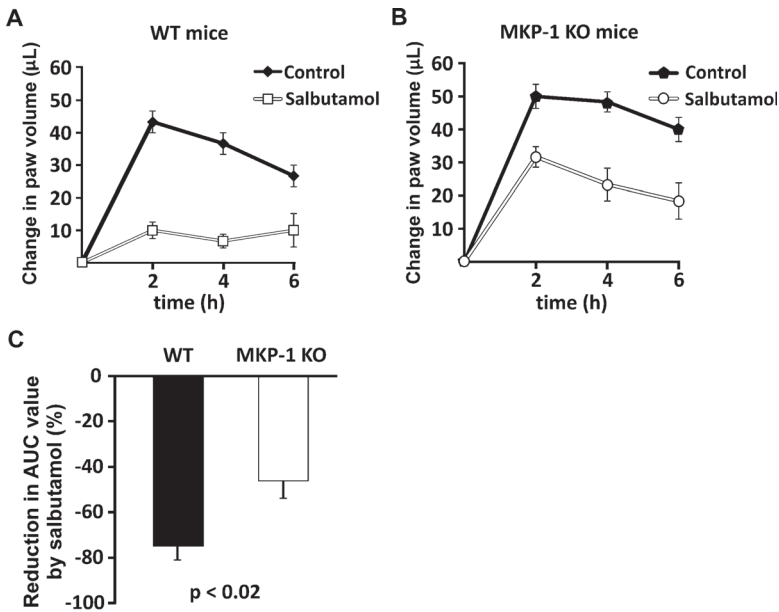 A
WT mice
Change in paw volume (µL)
60
50
40
30
20
10
2
4
6
time (h)
Control
Salbutamol
B
MKP-1 KO mice
Change in paw volume (µL)
60
50
40
30
20
10
2
4
6
time (h)
Control
Salbutamol
C
WT
MKP-1 KO
Reduction in AUC value
by salbutamol (%)
0
-20
-40
-60
-80
-100
p < 0.02